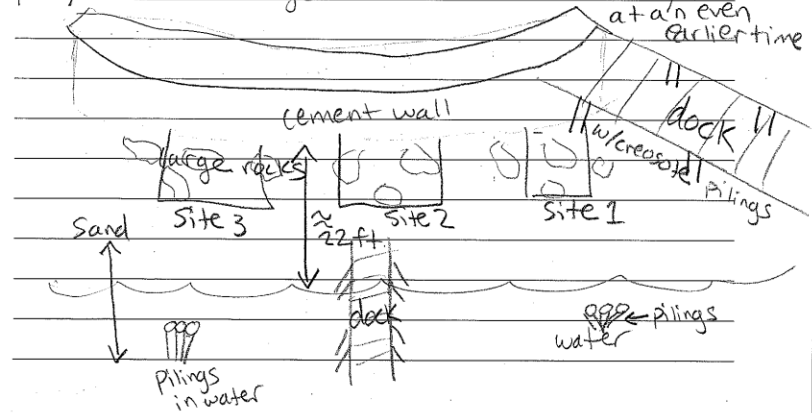 at a'n even
earlier time
dock
w/creosote pilings
cement wall
large rocks
Site 3
Site 2
Site 1
Sand
≈
22 ft
dock
pilings
water
pilings
in water